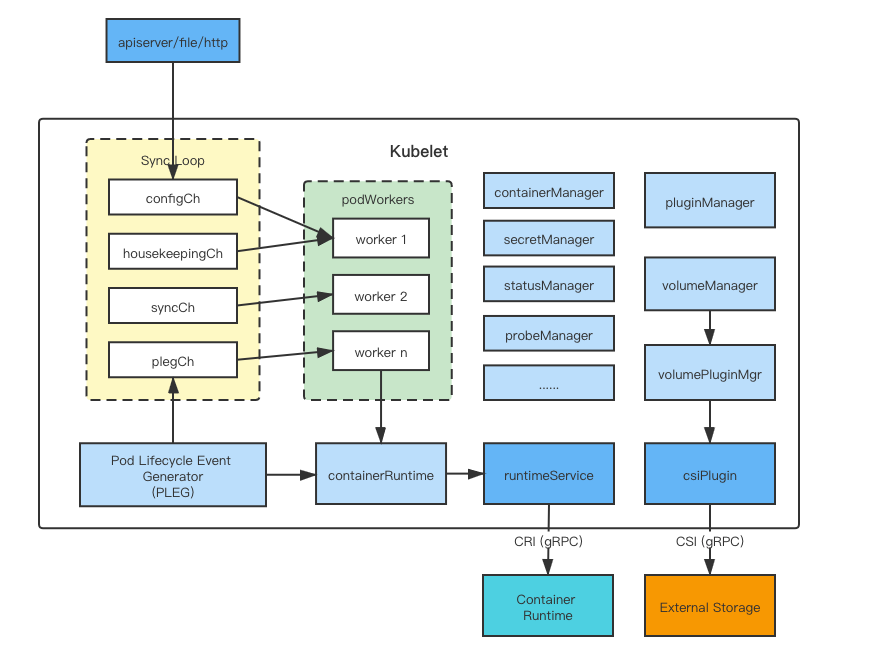 apiserver/file/http
Kubelet
Sync Loop
configCh
housekeepingCh
syncCh
plegCh
podWorkers
worker 1
worker 2
worker n
containerManager
secretManager
statusManager
probeManager
......
pluginManager
volumeManager
volumePluginMgr
Pod Lifecycle Event
Generator
(PLEG)
containerRuntime
runtimeService
csiPlugin
CRI (gRPC)
CSI (gRPC)
Container
Runtime
External Storage